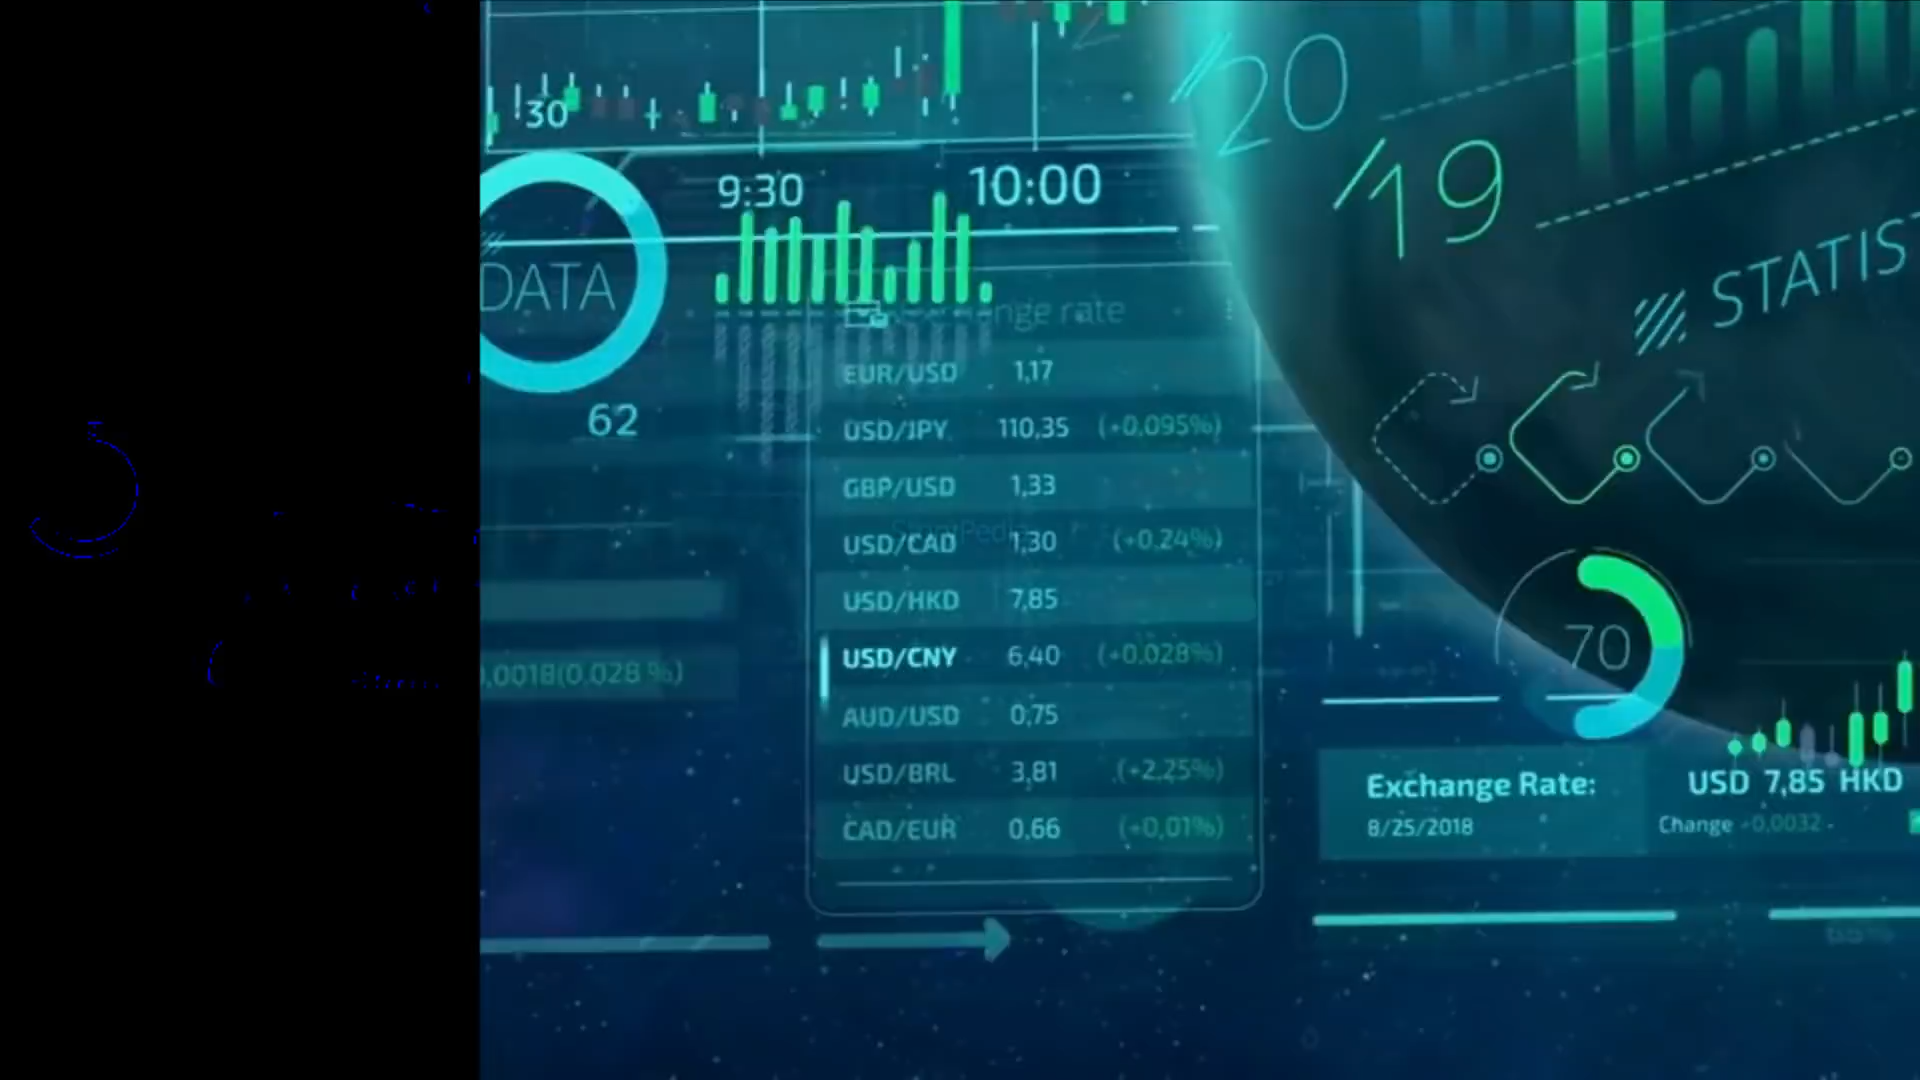 30
9:30 10:00
20
19
DATA
STATIS
62
Exchange rate
EUR/USD 1,17
USD/JPY 110,35 (+0,095%)
GBP/USD 1,33
USD/CAD 1,30 (+0,24%)
USD/HKD 7,85
USD/CNY 6,40 (+0,028%)
AUD/USD 0,75
USD/BRL 3,81 (+2,25%)
CAD/EUR 0,66 (+0,01%)
,0018(0,028 %)
70
Exchange Rate:
8/25/2018
USD 7,85 HKD
Change -0,0032